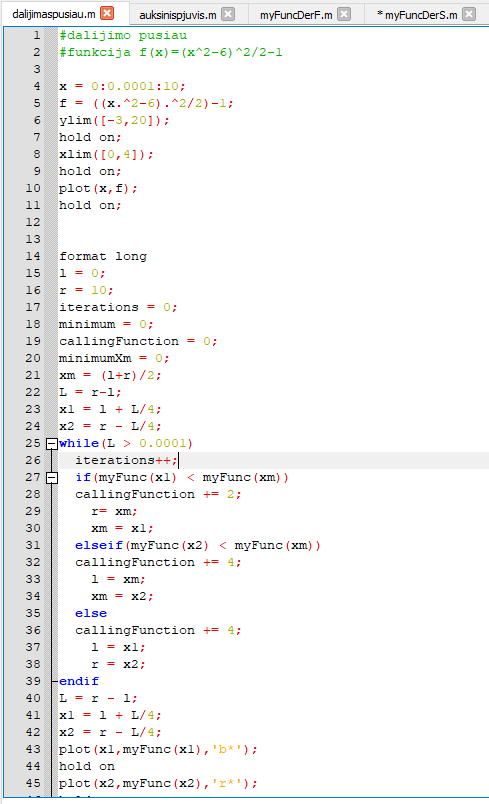 dalijimaspusiau.m auksinispjuvis.m myFuncDerF.m * myFuncDerS.m
1 #dalijimo pusiau
2 #funkcija f(x)=(x^2-6)^2/2-1
3
4 x = 0:0.0001:10;
5 f = ((x.^2-6).^2/2)-1;
6 ylim([-3,20]);
7 hold on;
8 xlim([0,4]);
9 hold on;
10 plot(x,f);
11 hold on;
12
13
14 format long
15 l = 0;
16 r = 10;
17 iterations = 0;
18 minimum = 0;
19 callingFunction = 0;
20 minimumXm = 0;
21 xm = (l+r)/2;
22 L = r-l;
23 x1 = l + L/4;
24 x2 = r - L/4;
25 while(L > 0.0001)
26 iterations++;
27 if(myFunc(x1) < myFunc(xm))
28 callingFunction += 2;
29 r= xm;
30 xm = x1;
31 elseif(myFunc(x2) < myFunc(xm))
32 callingFunction += 4;
33 l = xm;
34 xm = x2;
35 else
36 callingFunction += 4;
37 l = x1;
38 r = x2;
39 endif
40 L = r - l;
41 x1 = l + L/4;
42 x2 = r - L/4;
43 plot(x1,myFunc(x1),'b*');
44 hold on
45 plot(x2,myFunc(x2),'r*');